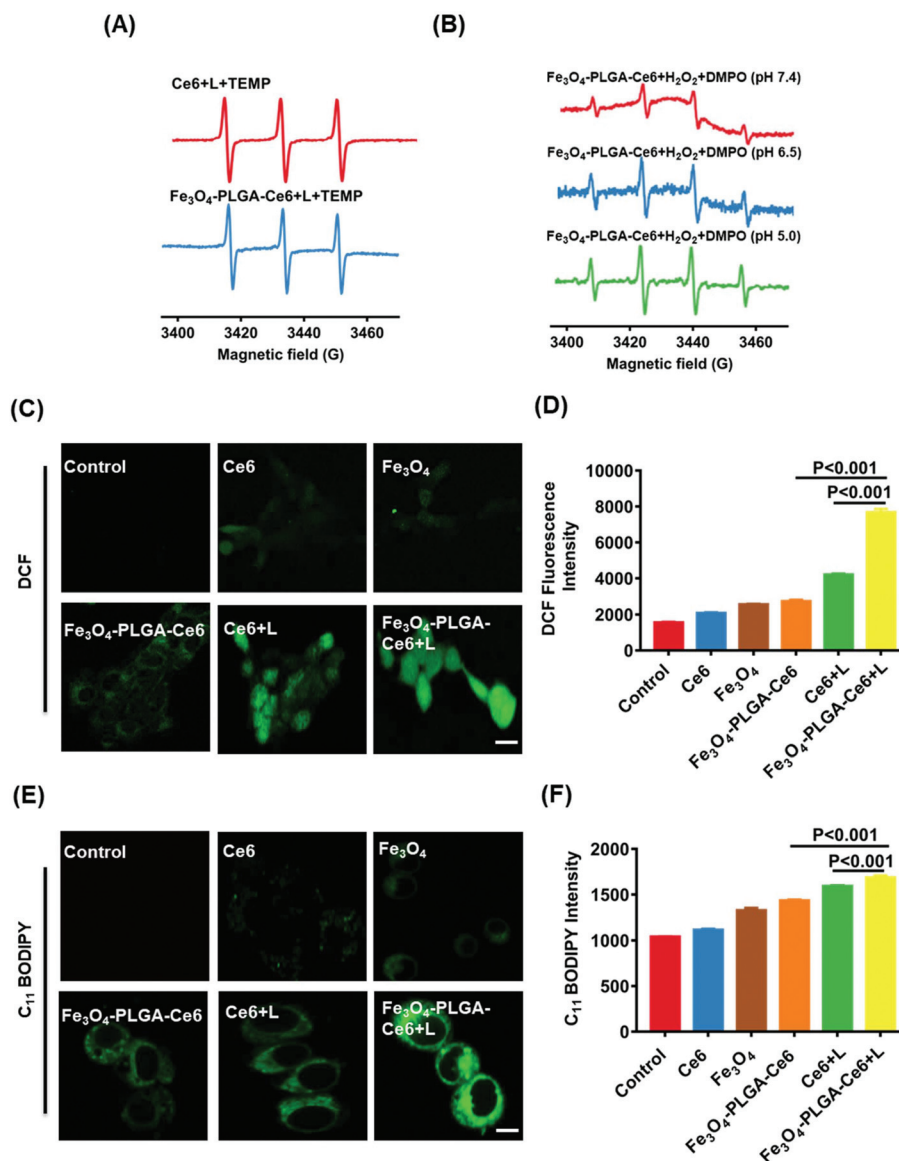 (A)
Ce6+L+TEMP
Fe₃O₄-PLGA-Ce6+L+TEMP
3400 3420 3440 3460
Magnetic field (G)
(B)
Fe₃O₄-PLGA-Ce6+H₂O₂+DMPO (pH 7.4)
Fe₃O₄-PLGA-Ce6+H₂O₂+DMPO (pH 6.5)
Fe₃O₄-PLGA-Ce6+H₂O₂+DMPO (pH 5.0)
3400 3420 3440 3460
Magnetic field (G)
(C)
DCF
Control
Ce6
Fe₃O₄
Fe₃O₄-PLGA-Ce6
Ce6+L
Fe₃O₄-PLGA-
Ce6+L
(D)
DCF Fluorescence
Intensity
10000
8000
6000
4000
2000
0
P<0.001
P<0.001
Control
Ce6
Fe₃O₄
Fe₃O₄-PLGA-Ce6
Ce6+L
Fe₃O₄-PLGA-Ce6+L
(E)
C₁₁ BODIPY
Control
Ce6
Fe₃O₄
Fe₃O₄-PLGA-Ce6
Ce6+L
Fe₃O₄-PLGA-
Ce6+L
(F)
C₁₁ BODIPY Intensity
2000
1500
1000
500
0
P<0.001
P<0.001
Control
Ce6
Fe₃O₄
Fe₃O₄-PLGA-Ce6
Ce6+L
Fe₃O₄-PLGA-Ce6+L